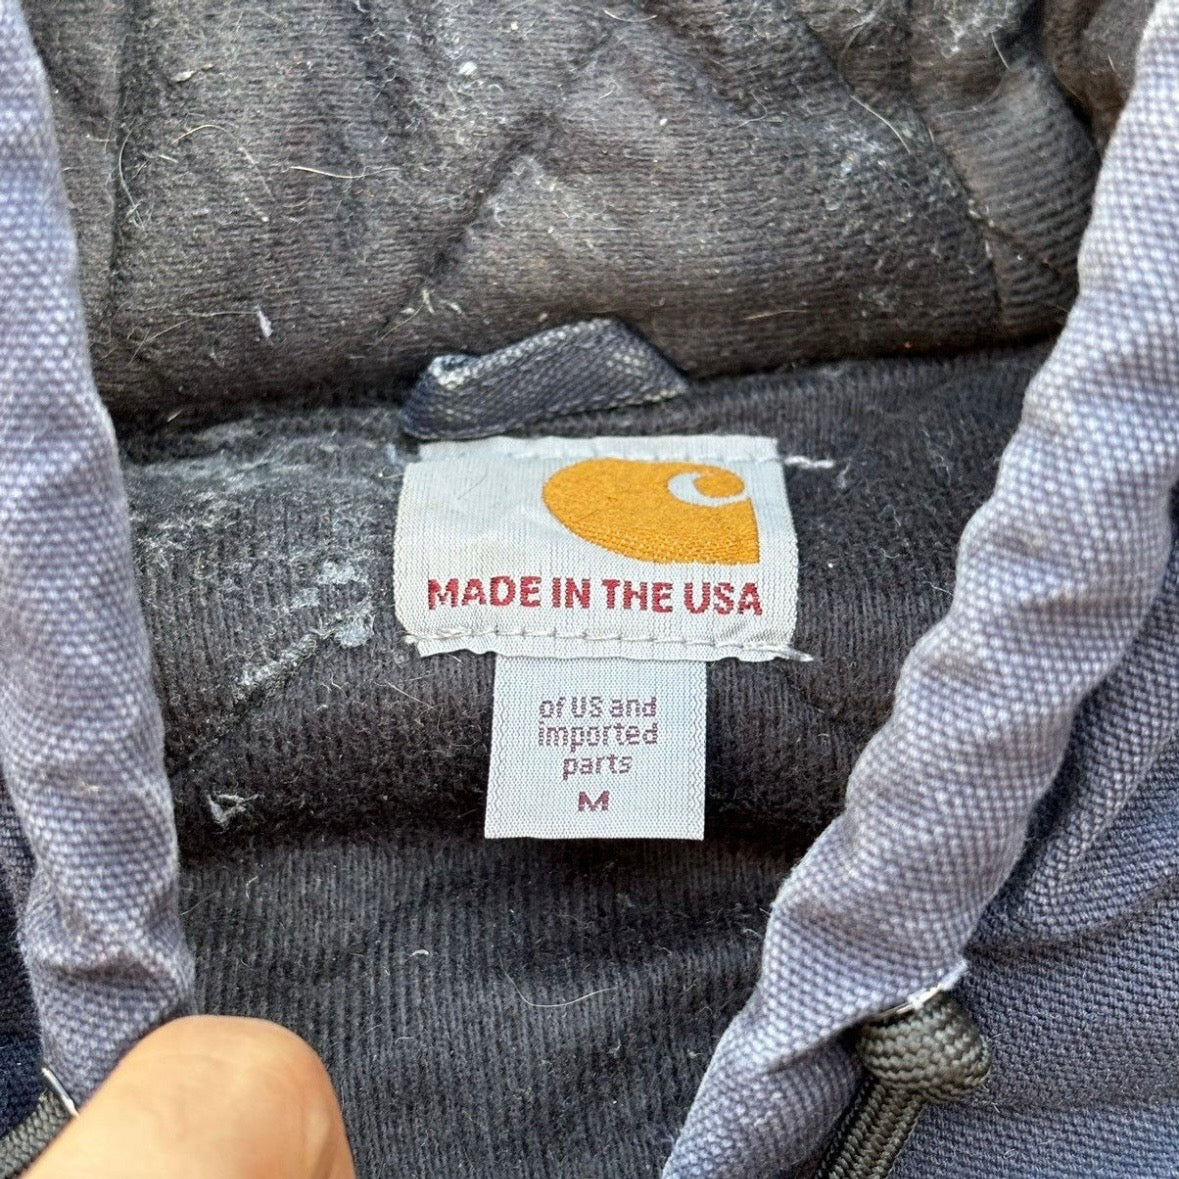 MADE IN THE USA
of US and
imported
parts
M